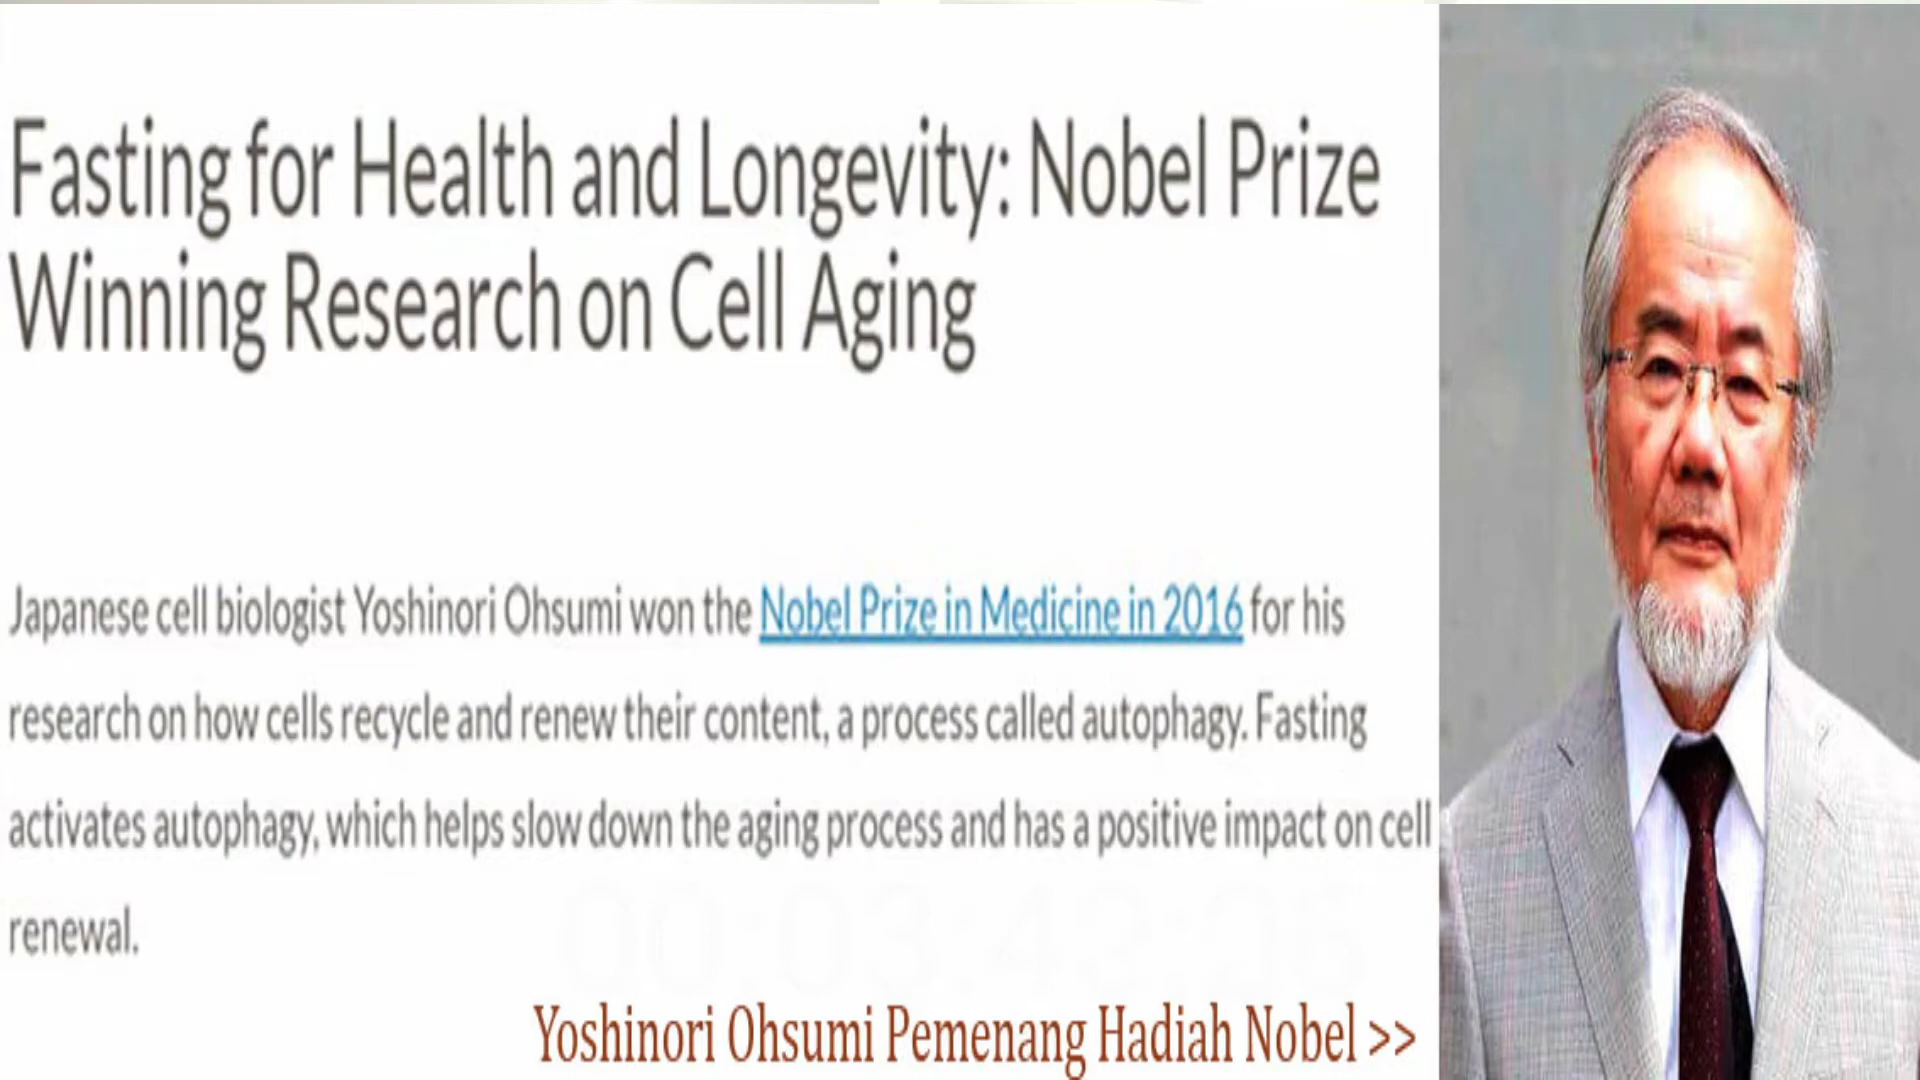 Fasting for Health and Longevity: Nobel Prize
Winning Research on Cell Aging
Japanese cell biologist Yoshinori Ohsumi won the Nobel Prize in Medicine in 2016 for his
research on how cells recycle and renew their content, a process called autophagy. Fasting
activates autophagy, which helps slow down the aging process and has a positive impact on cell
renewal.
Yoshinori Ohsumi Pemenang Hadiah Nobel >>